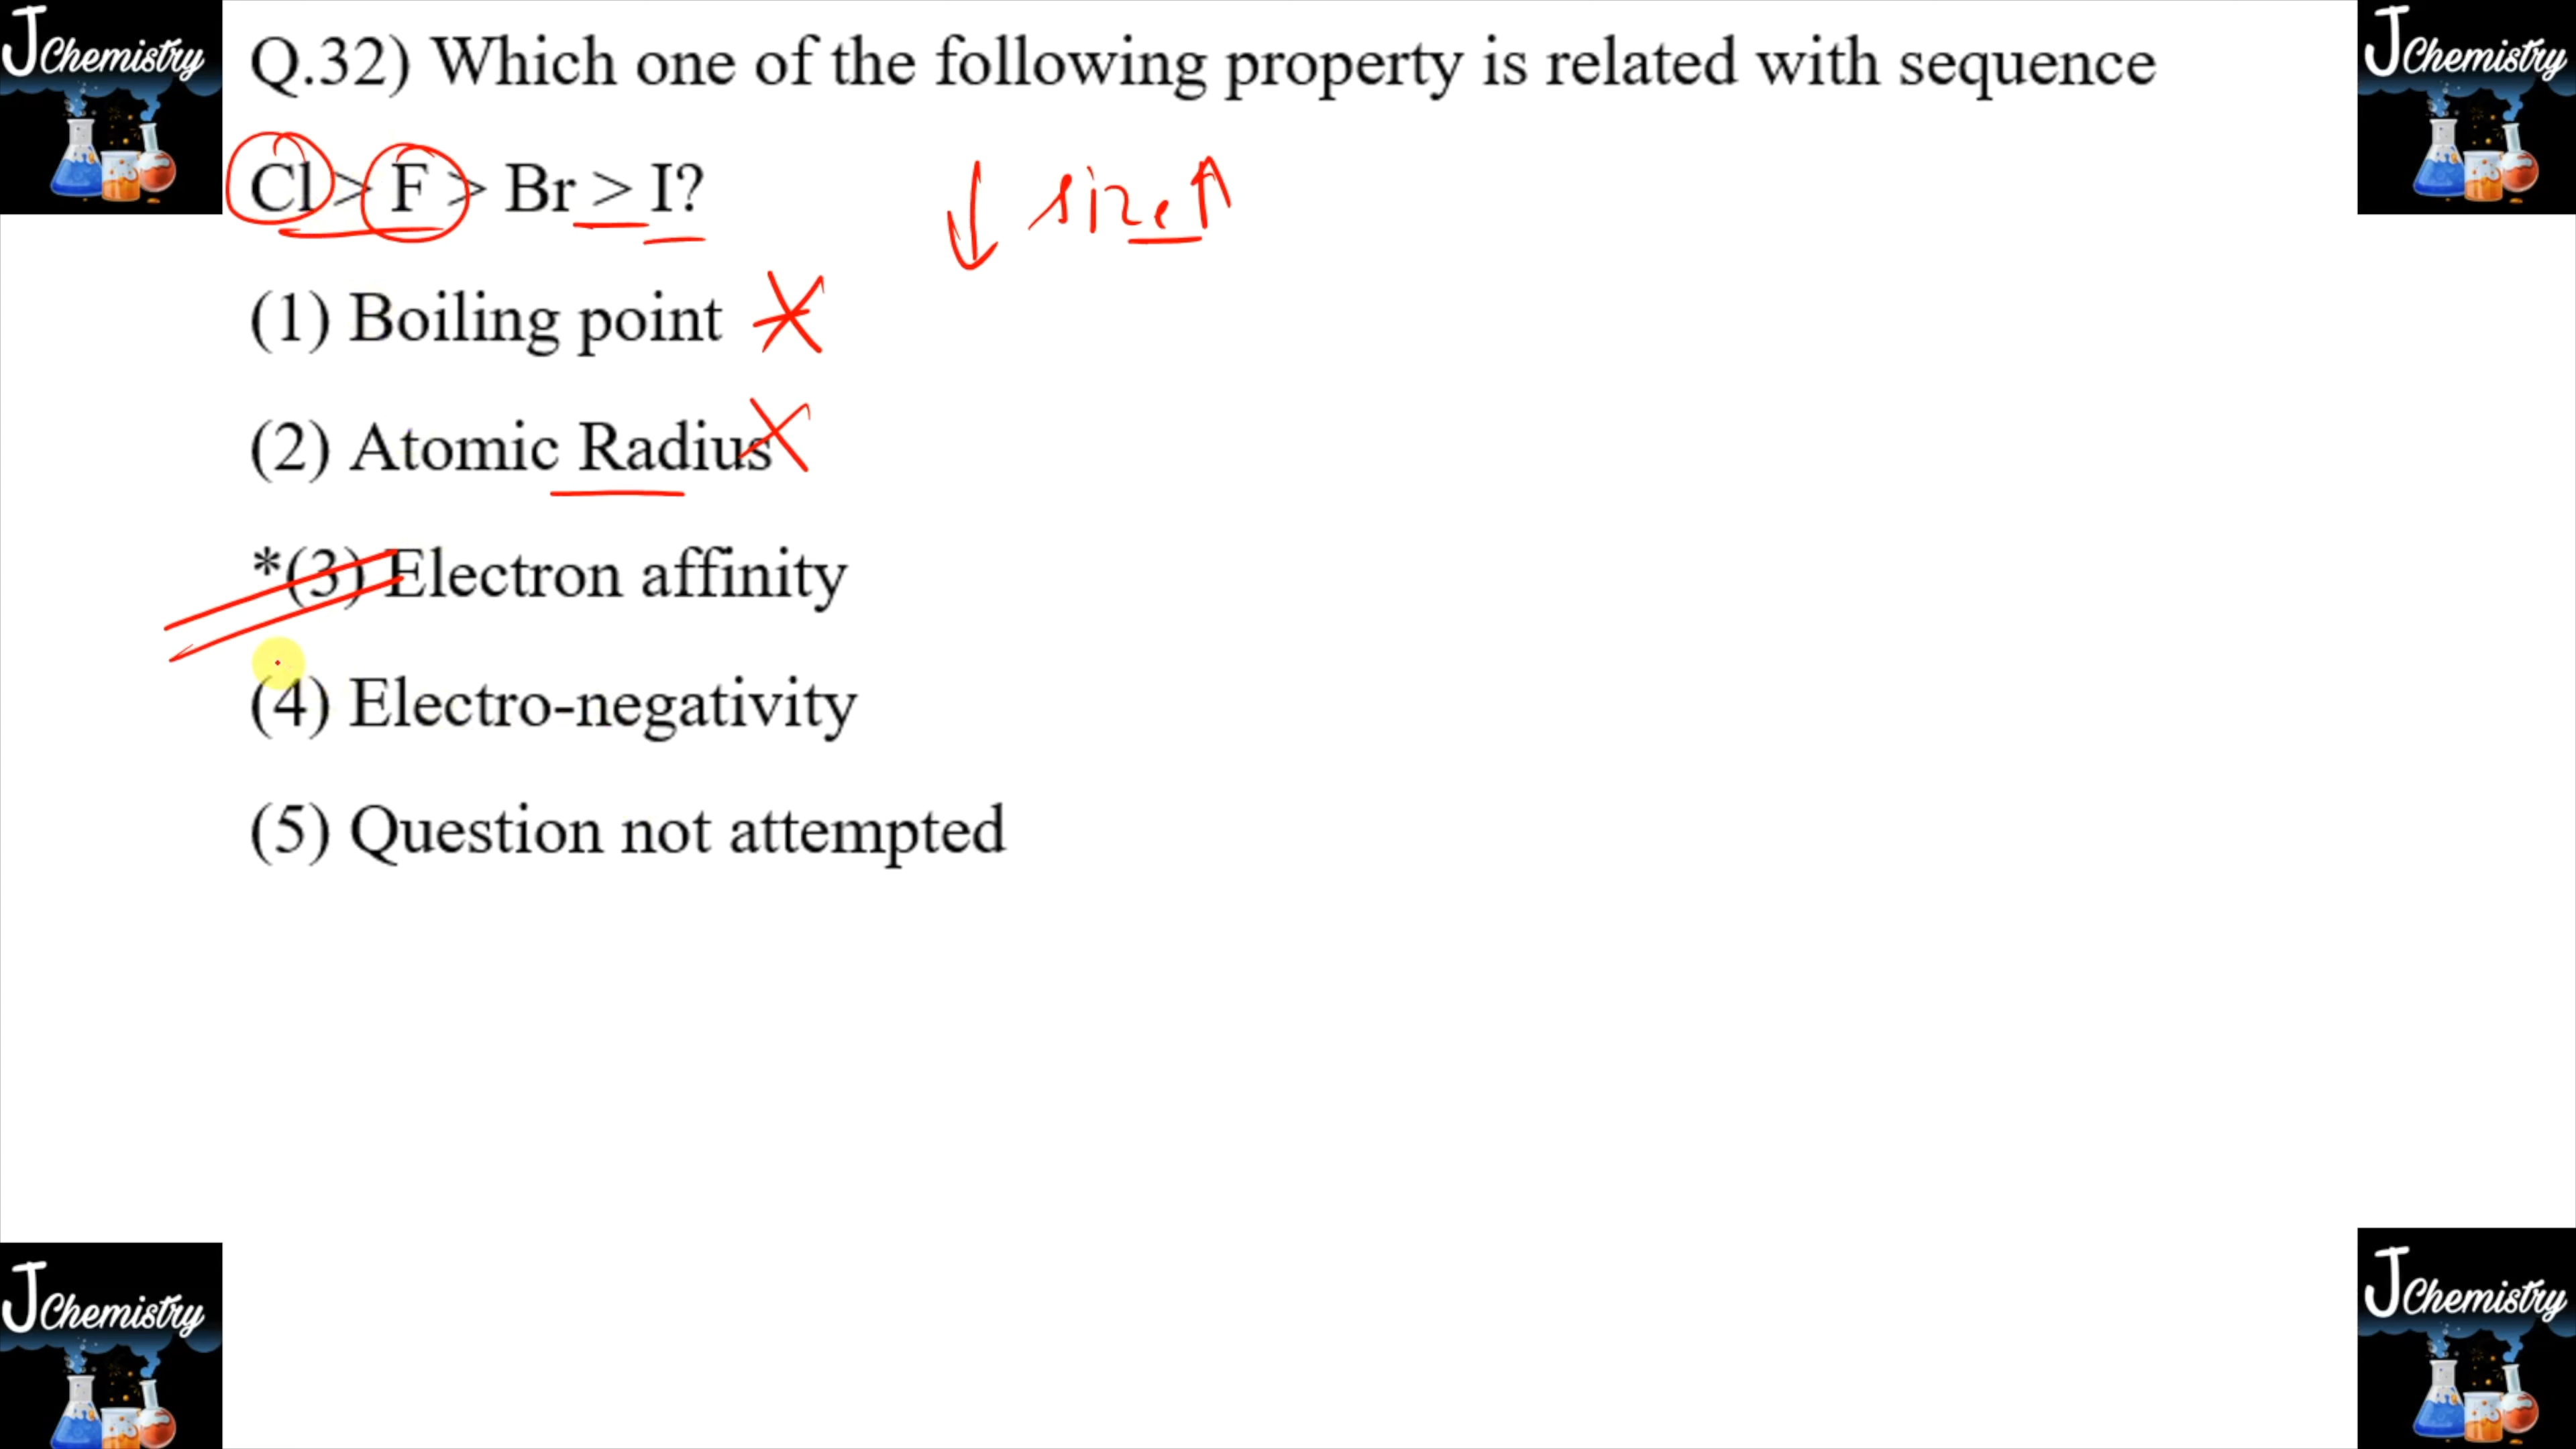 JChemistry
JChemistry
Q.32) Which one of the following property is related with sequence
Cl > F > Br > I?
↓ size ↑
(1) Boiling point
(2) Atomic Radius
*(3) Electron affinity
(4) Electro-negativity
(5) Question not attempted
JChemistry
JChemistry